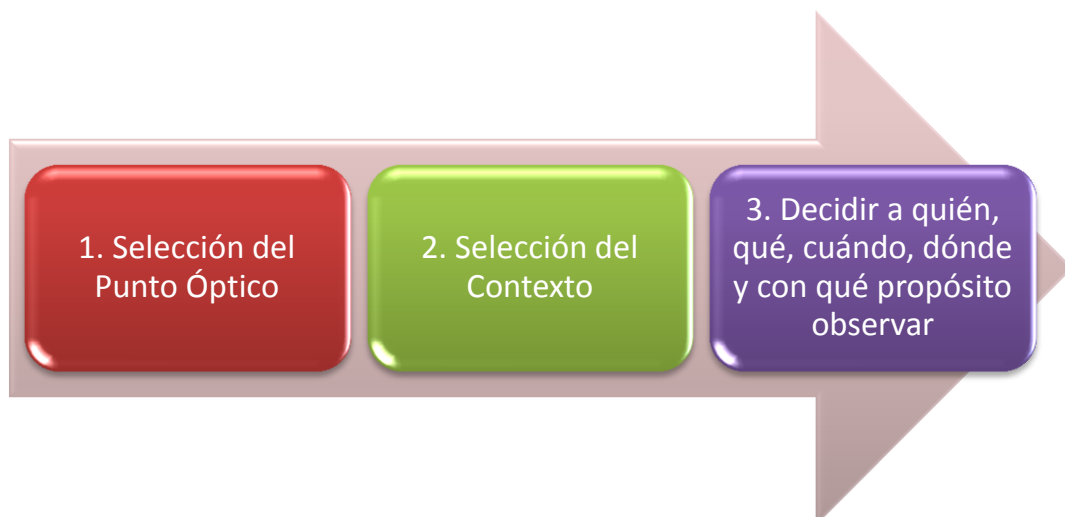 1. Selección del
Punto Óptico
2. Selección del
Contexto
3. Decidir a quién,
qué, cuándo, dónde
y con qué propósito
observar